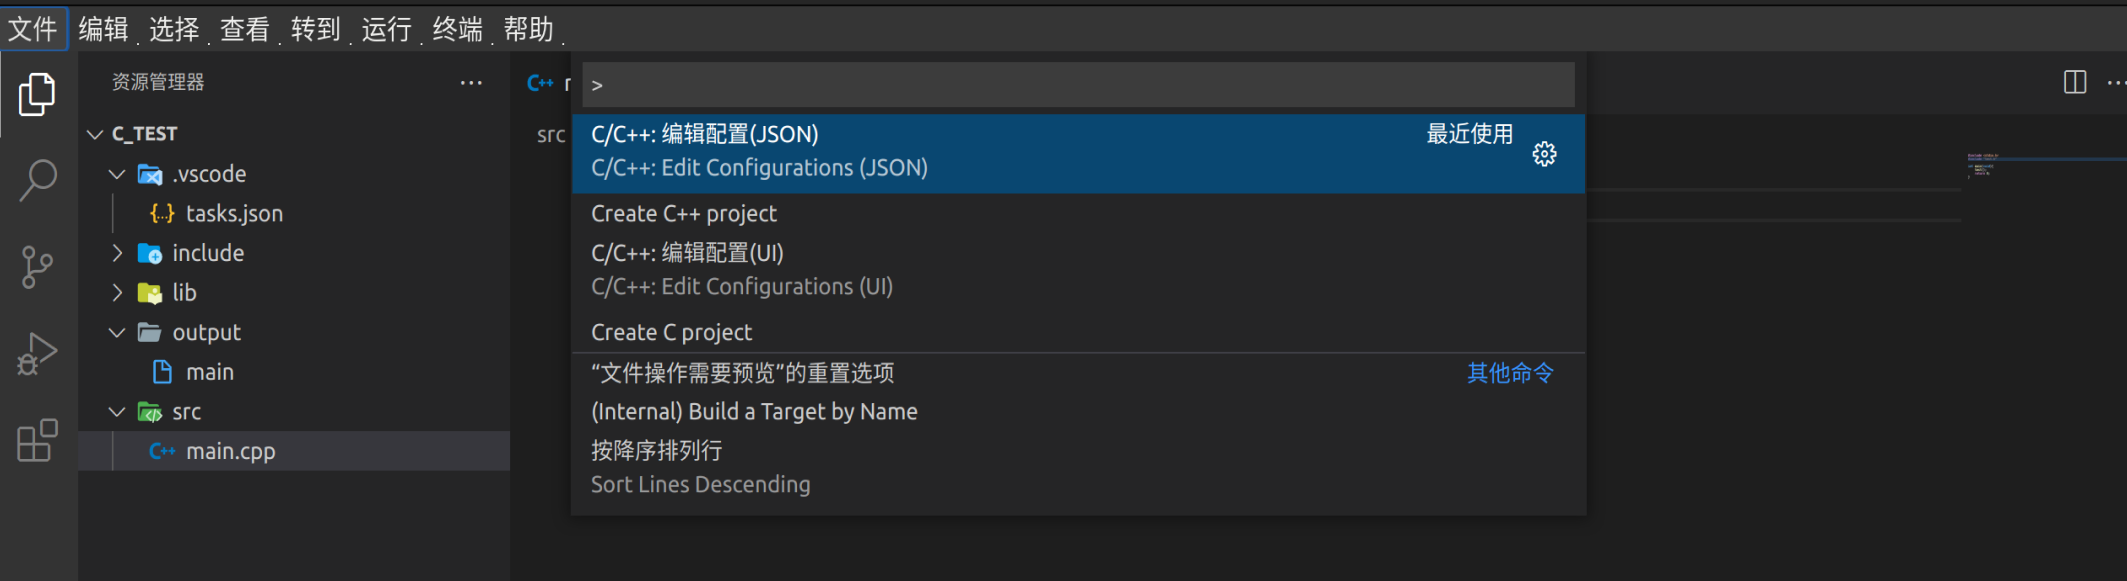 文件 编辑 选择 查看 转到 运行 终端 帮助
资源管理器
C_TEST
.vscode
{..} tasks.json
include
lib
output
main
src
C++ main.cpp
C++
src
>
C/C++: 编辑配置(JSON) 最近使用
C/C++: Edit Configurations (JSON)
Create C++ project
C/C++: 编辑配置(UI)
C/C++: Edit Configurations (UI)
Create C project
“文件操作需要预览”的重置选项 其他命令
(Internal) Build a Target by Name
按降序排列行
Sort Lines Descending